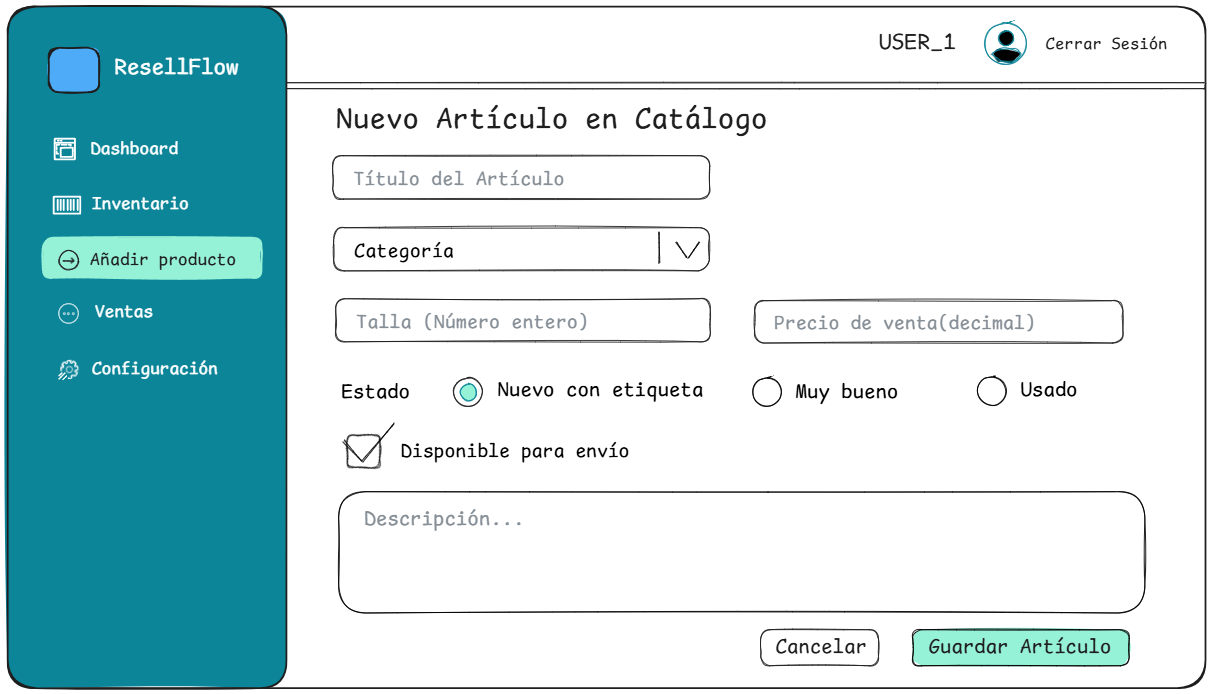 ResellFlow
Dashboard
Inventario
Añadir producto
Ventas
Configuración
USER_1
Cerrar Sesión
Nuevo Artículo en Catálogo
Título del Artículo
Categoría
Talla (Número entero)
Precio de venta(decimal)
Estado
Nuevo con etiqueta
Muy bueno
Usado
Disponible para envío
Descripción...
Cancelar
Guardar Artículo